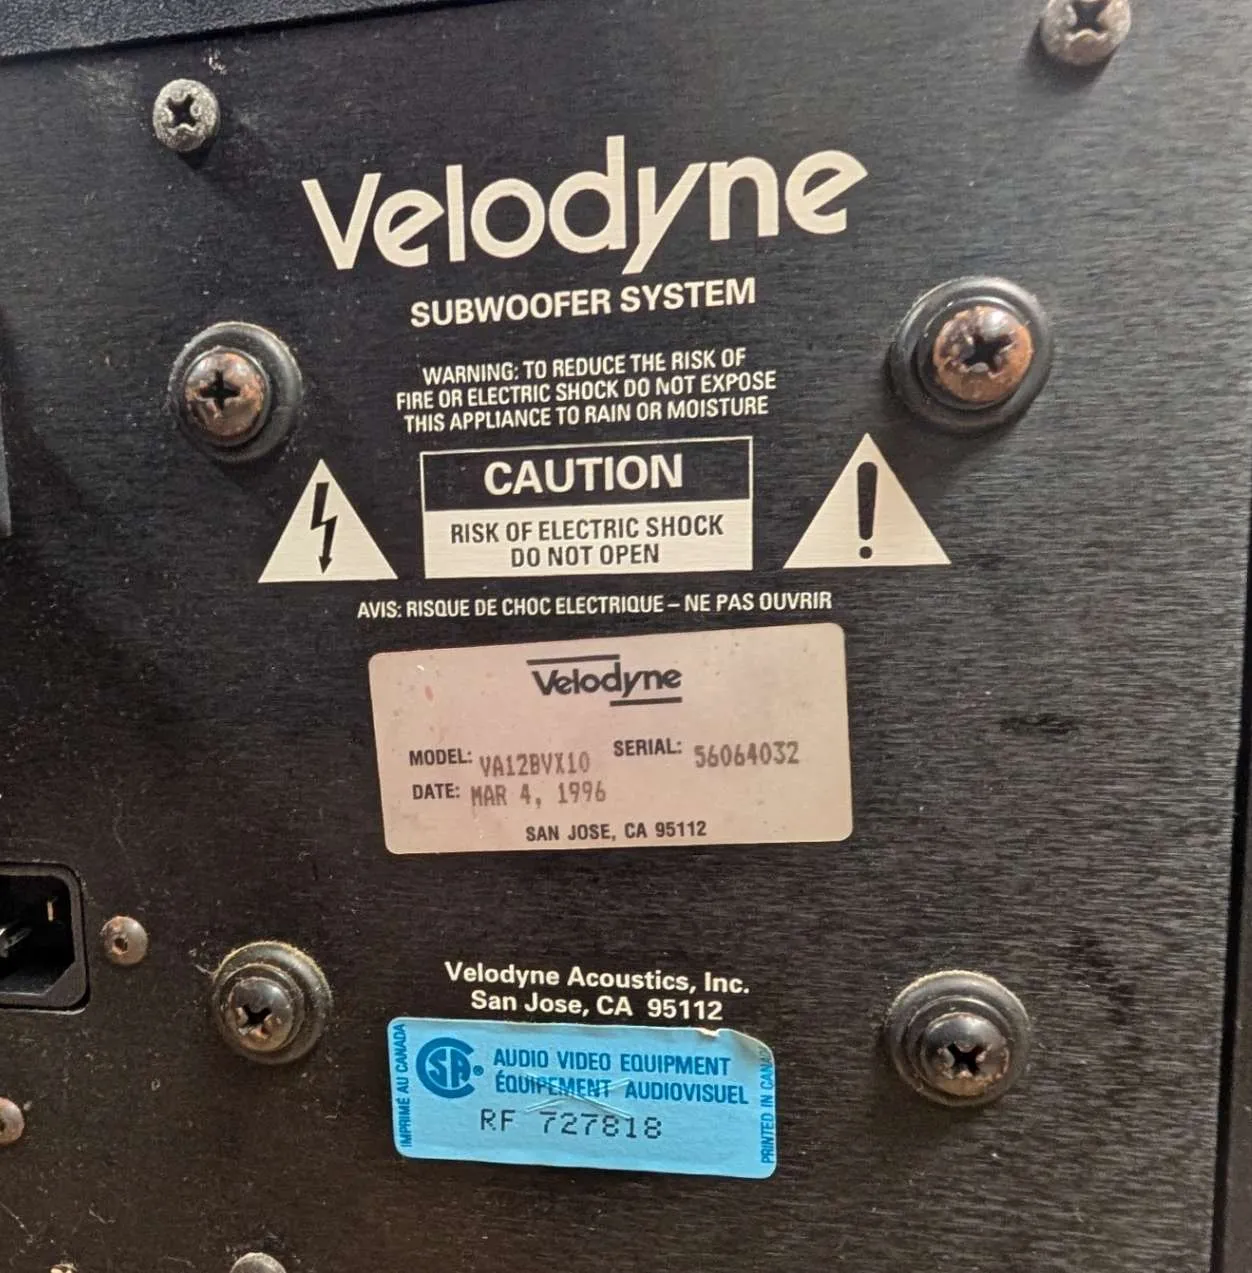 Velodyne
SUBWOOFER SYSTEM
WARNING: TO REDUCE THE RISK OF
FIRE OR ELECTRIC SHOCK DO NOT EXPOSE
THIS APPLIANCE TO RAIN OR MOISTURE
CAUTION
RISK OF ELECTRIC SHOCK
DO NOT OPEN
AVIS: RISQUE DE CHOC ELECTRIQUE – NE PAS OUVRIR
Velodyne
MODEL: VA12BVX10 SERIAL: 56064032
DATE: MAR 4, 1996
SAN JOSE, CA 95112
Velodyne Acoustics, Inc.
San Jose, CA 95112
IMPRIMÉ AU CANADA
SA® AUDIO VIDEO EQUIPMENT
ÉQUIPEMENT AUDIOVISUEL
RF 727818
PRINTED IN CANADA